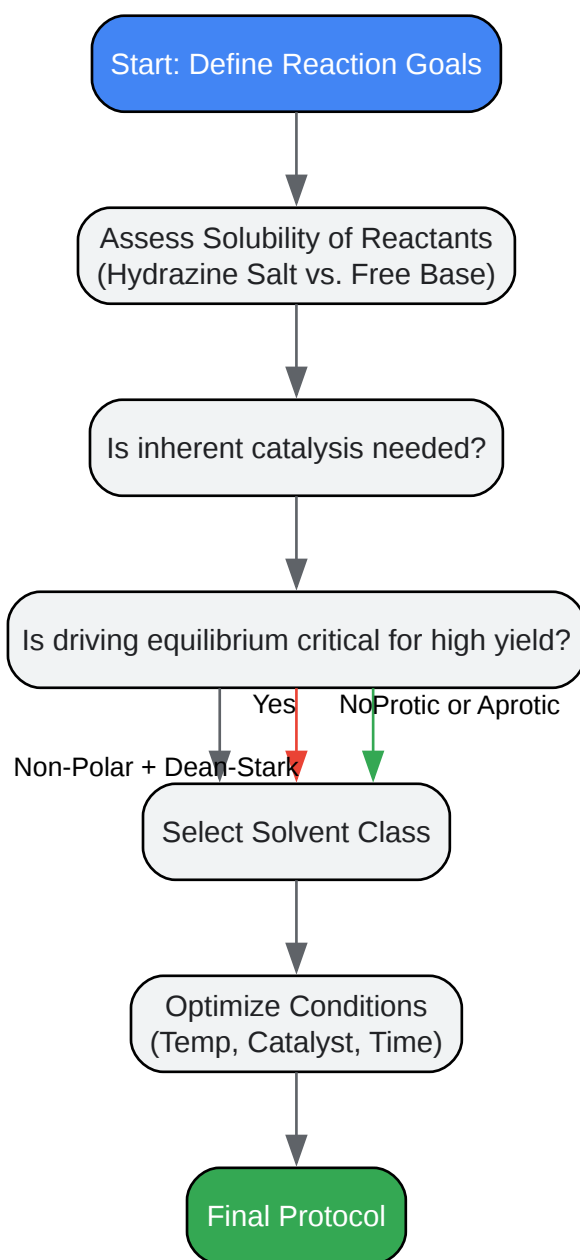 Start: Define Reaction Goals
Assess Solubility of Reactants
(Hydrazine Salt vs. Free Base)
Is inherent catalysis needed?
Is driving equilibrium critical for high yield?
Yes
No
Protic or Aprotic
Non-Polar + Dean-Stark
Select Solvent Class
Optimize Conditions
(Temp, Catalyst, Time)
Final Protocol